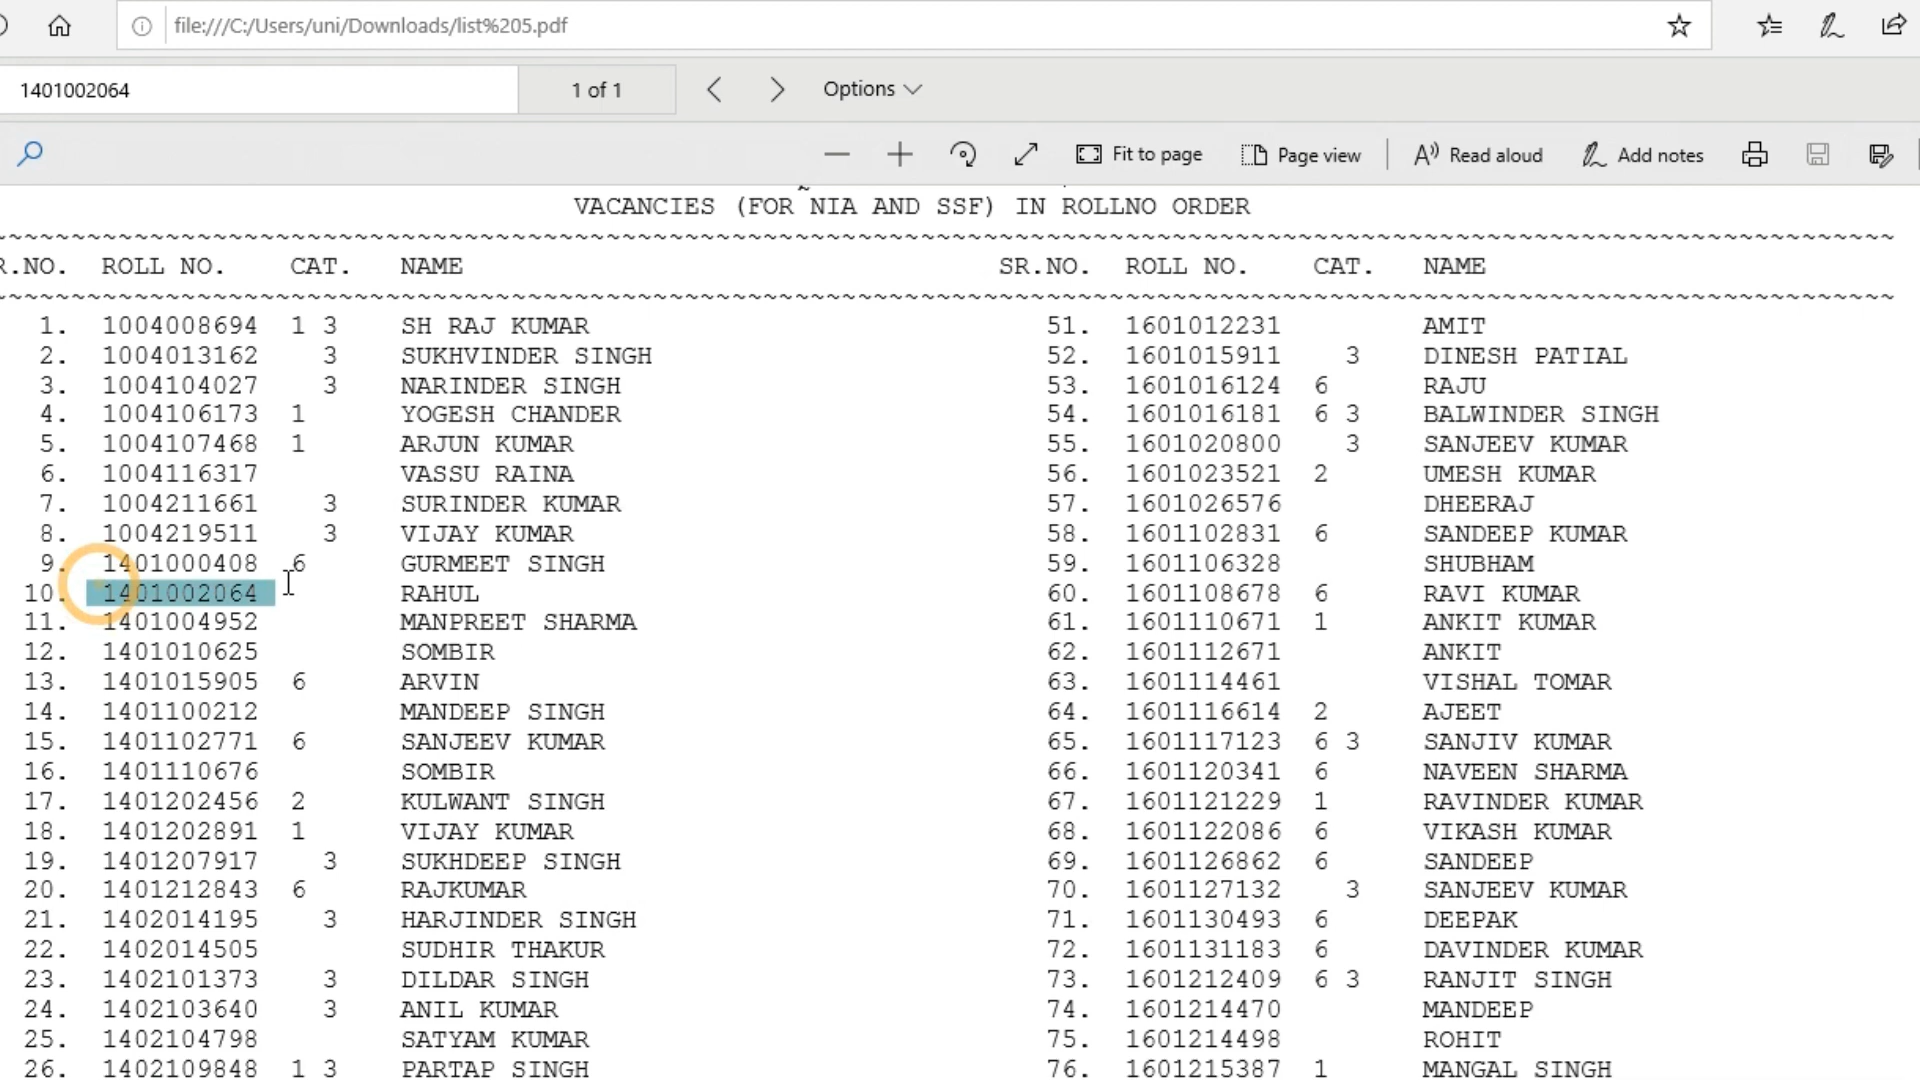 file:///C:/Users/uni/Downloads/list%205.pdf
1401002064 1 of 1 Options
Fit to page Page view Read aloud Add notes
VACANCIES (FOR NIA AND SSF) IN ROLLNO ORDER
R.NO. ROLL NO. CAT. NAME SR.NO. ROLL NO. CAT. NAME
1. 1004008694 1 3 SH RAJ KUMAR 51. 1601012231 AMIT
2. 1004013162 3 SUKHVINDER SINGH 52. 1601015911 3 DINESH PATIAL
3. 1004104027 3 NARINDER SINGH 53. 1601016124 6 RAJU
4. 1004106173 1 YOGESH CHANDER 54. 1601016181 6 3 BALWINDER SINGH
5. 1004107468 1 ARJUN KUMAR 55. 1601020800 3 SANJEEV KUMAR
6. 1004116317 VASSU RAINA 56. 1601023521 2 UMESH KUMAR
7. 1004211661 3 SURINDER KUMAR 57. 1601026576 DHEERAJ
8. 1004219511 3 VIJAY KUMAR 58. 1601102831 6 SANDEEP KUMAR
9. 1401000408 6 GURMEET SINGH 59. 1601106328 SHUBHAM
10. 1401002064 RAHUL 60. 1601108678 6 RAVI KUMAR
11. 1401004952 MANPREET SHARMA 61. 1601110671 1 ANKIT KUMAR
12. 1401010625 SOMBIR 62. 1601112671 ANKIT
13. 1401015905 6 ARVIN 63. 1601114461 VISHAL TOMAR
14. 1401100212 MANDEEP SINGH 64. 1601116614 2 AJEET
15. 1401102771 6 SANJEEV KUMAR 65. 1601117123 6 3 SANJIV KUMAR
16. 1401110676 SOMBIR 66. 1601120341 6 NAVEEN SHARMA
17. 1401202456 2 KULWANT SINGH 67. 1601121229 1 RAVINDER KUMAR
18. 1401202891 1 VIJAY KUMAR 68. 1601122086 6 VIKASH KUMAR
19. 1401207917 3 SUKHDEEP SINGH 69. 1601126862 6 SANDEEP
20. 1401212843 6 RAJKUMAR 70. 1601127132 3 SANJEEV KUMAR
21. 1402014195 3 HARJINDER SINGH 71. 1601130493 6 DEEPAK
22. 1402014505 SUDHIR THAKUR 72. 1601131183 6 DAVINDER KUMAR
23. 1402101373 3 DILDAR SINGH 73. 1601212409 6 3 RANJIT SINGH
24. 1402103640 3 ANIL KUMAR 74. 1601214470 MANDEEP
25. 1402104798 SATYAM KUMAR 75. 1601214498 ROHIT
26. 1402109848 1 3 PARTAP SINGH 76. 1601215387 1 MANGAL SINGH